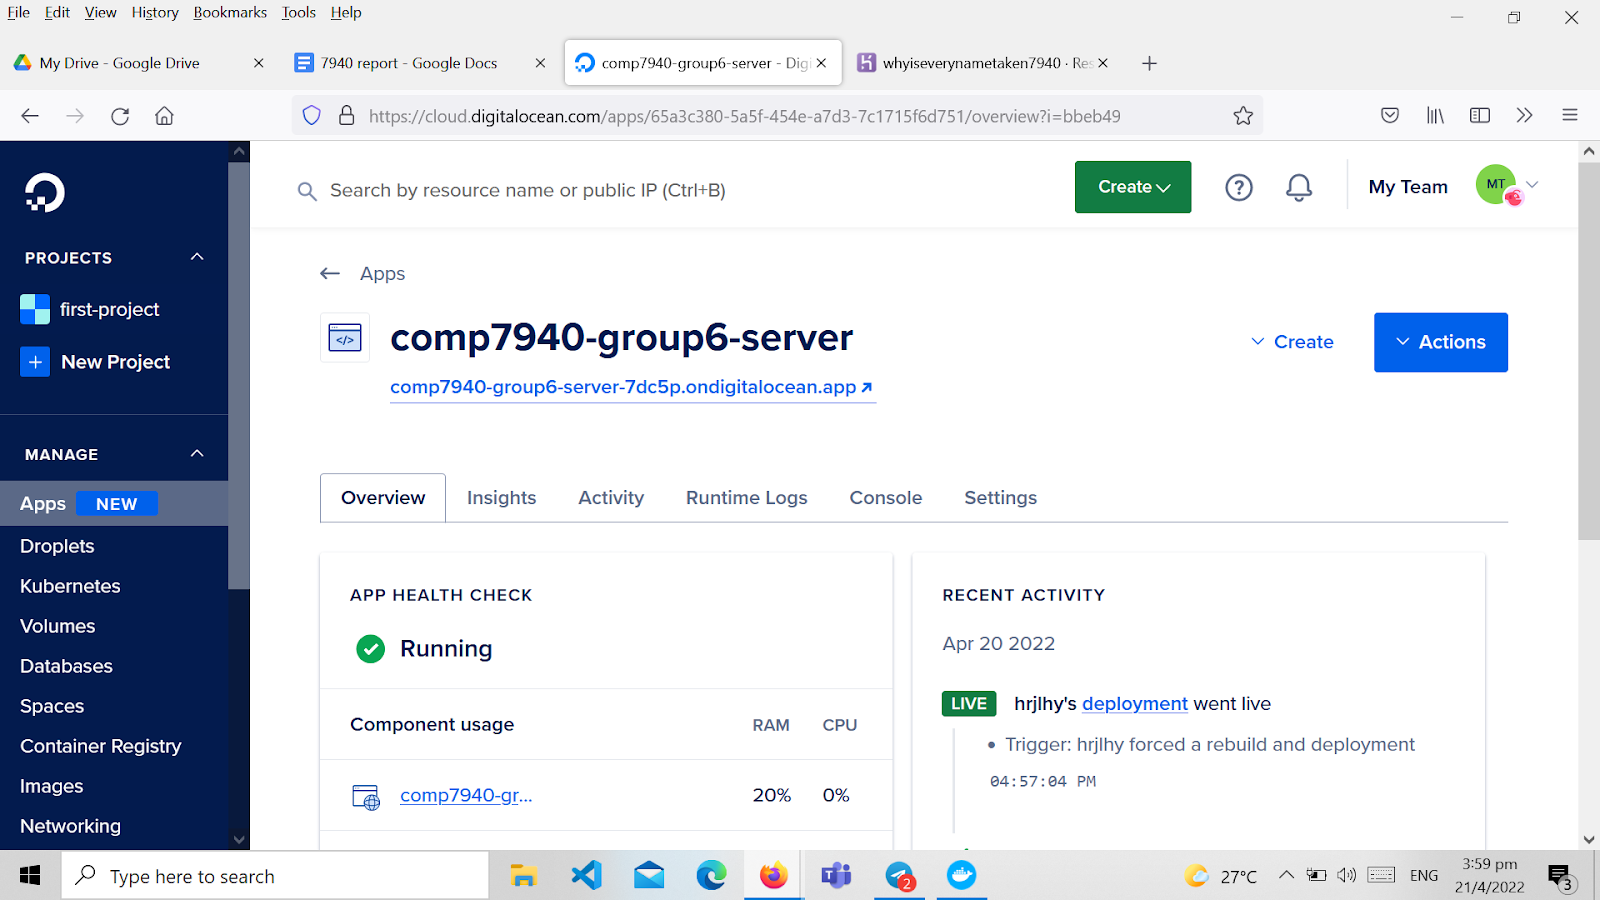 File Edit View History Bookmarks Tools Help
My Drive - Google Drive
7940 report - Google Docs
comp7940-group6-server - Digi
whyiseverynametaken7940 · Res
https://cloud.digitalocean.com/apps/65a3c380-5a5f-454e-a7d3-7c1715f6d751/overview?i=bbeb49
Search by resource name or public IP (Ctrl+B)
Create
My Team
MT
PROJECTS
first-project
New Project
MANAGE
Apps NEW
Droplets
Kubernetes
Volumes
Databases
Spaces
Container Registry
Images
Networking
Apps
comp7940-group6-server
comp7940-group6-server-7dc5p.ondigitalocean.app
Create
Actions
Overview Insights Activity Runtime Logs Console Settings
APP HEALTH CHECK
Running
Component usage RAM CPU
comp7940-gr... 20% 0%
RECENT ACTIVITY
Apr 20 2022
LIVE hrjlhy's deployment went live
• Trigger: hrjlhy forced a rebuild and deployment
04:57:04 PM
Type here to search
2
27°C
ENG
3:59 pm
21/4/2022
3